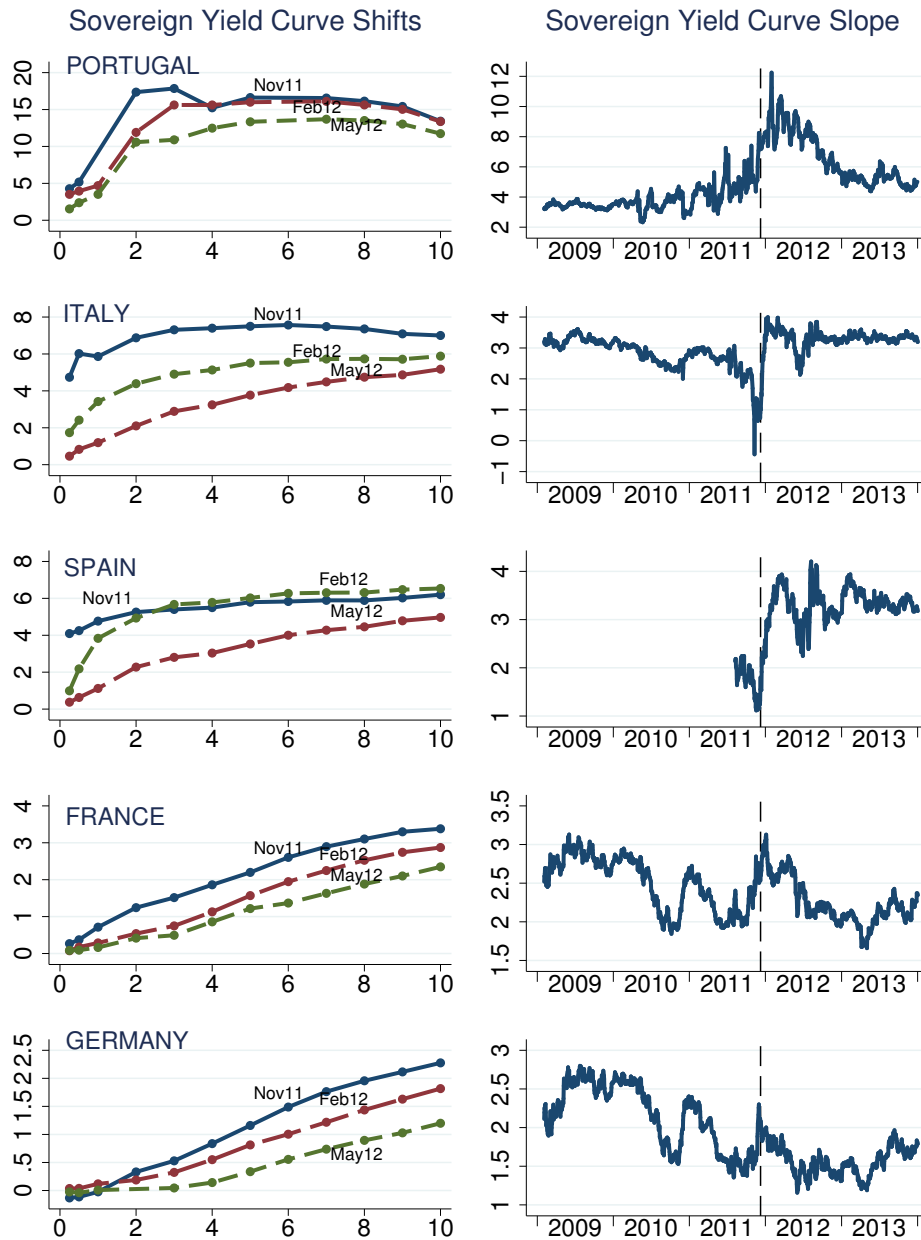 Sovereign Yield Curve Shifts
Sovereign Yield Curve Slope
PORTUGAL
Nov11
Feb12
May12
0 5 10 15 20
0 2 4 6 8 10
2 4 6 8 10 12
2009 2010 2011 2012 2013
ITALY
Nov11
Feb12
May12
0 2 4 6 8
0 2 4 6 8 10
−1 0 1 2 3 4
2009 2010 2011 2012 2013
SPAIN
Nov11
Feb12
May12
0 2 4 6 8
0 2 4 6 8 10
1 2 3 4
2009 2010 2011 2012 2013
FRANCE
Nov11
Feb12
May12
0 1 2 3 4
0 2 4 6 8 10
1.5 2 2.5 3 3.5
2009 2010 2011 2012 2013
GERMANY
Nov11
Feb12
May12
0 .5 1 1.5 2 2.5
0 2 4 6 8 10
1 1.5 2 2.5 3
2009 2010 2011 2012 2013